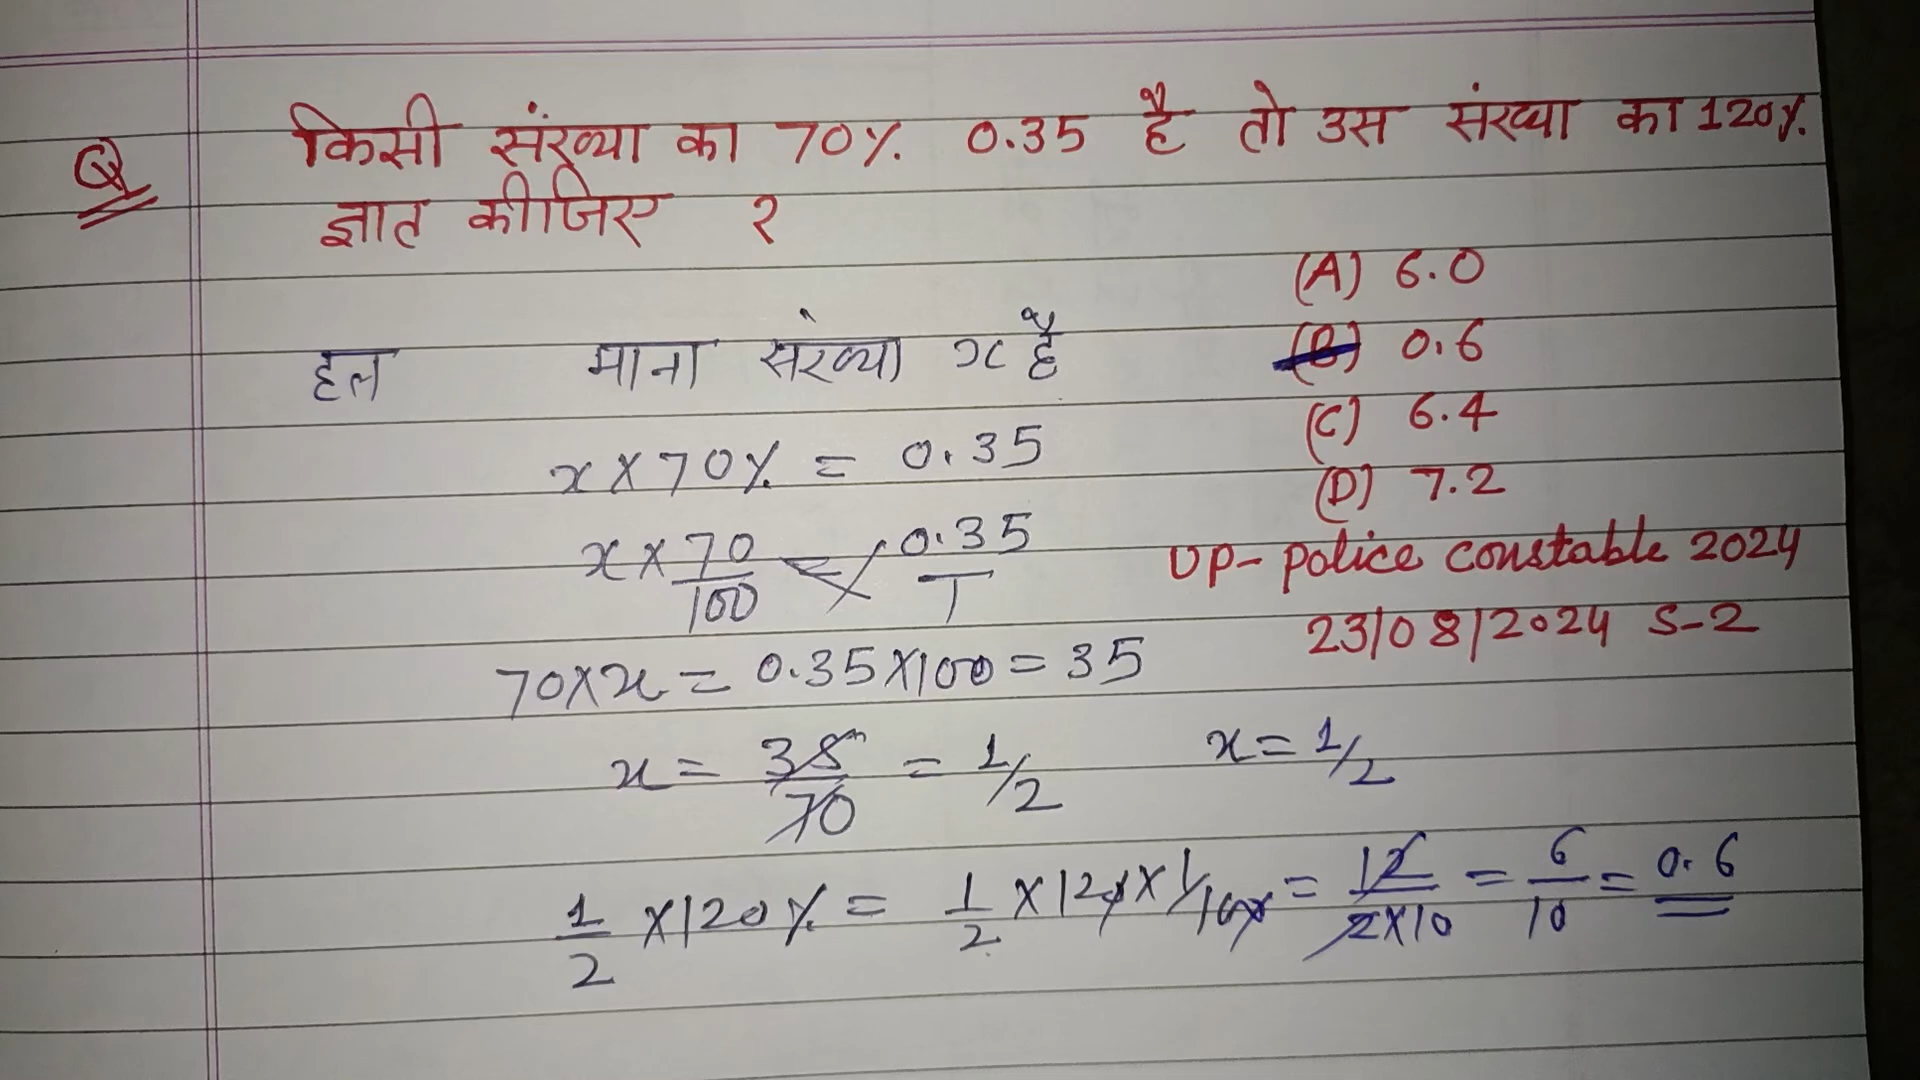 Q किसी संख्या का 70%. 0.35 है तो उस संख्या का 120%.
ज्ञात कीजिए ?
(A) 6.0
(B) 0.6
(C) 6.4
(D) 7.2
UP- police constable 2024
23/08/2024 S-2
हल माना संख्या x है
x × 70% = 0.35
x × 70/100 = 0.35/1
70×x = 0.35×100 = 35
x = 35/70 = 1/2 x = 1/2
1/2 ×120% = 1/2 ×120×1/100 = 12/2×10 = 6/10 = 0.6